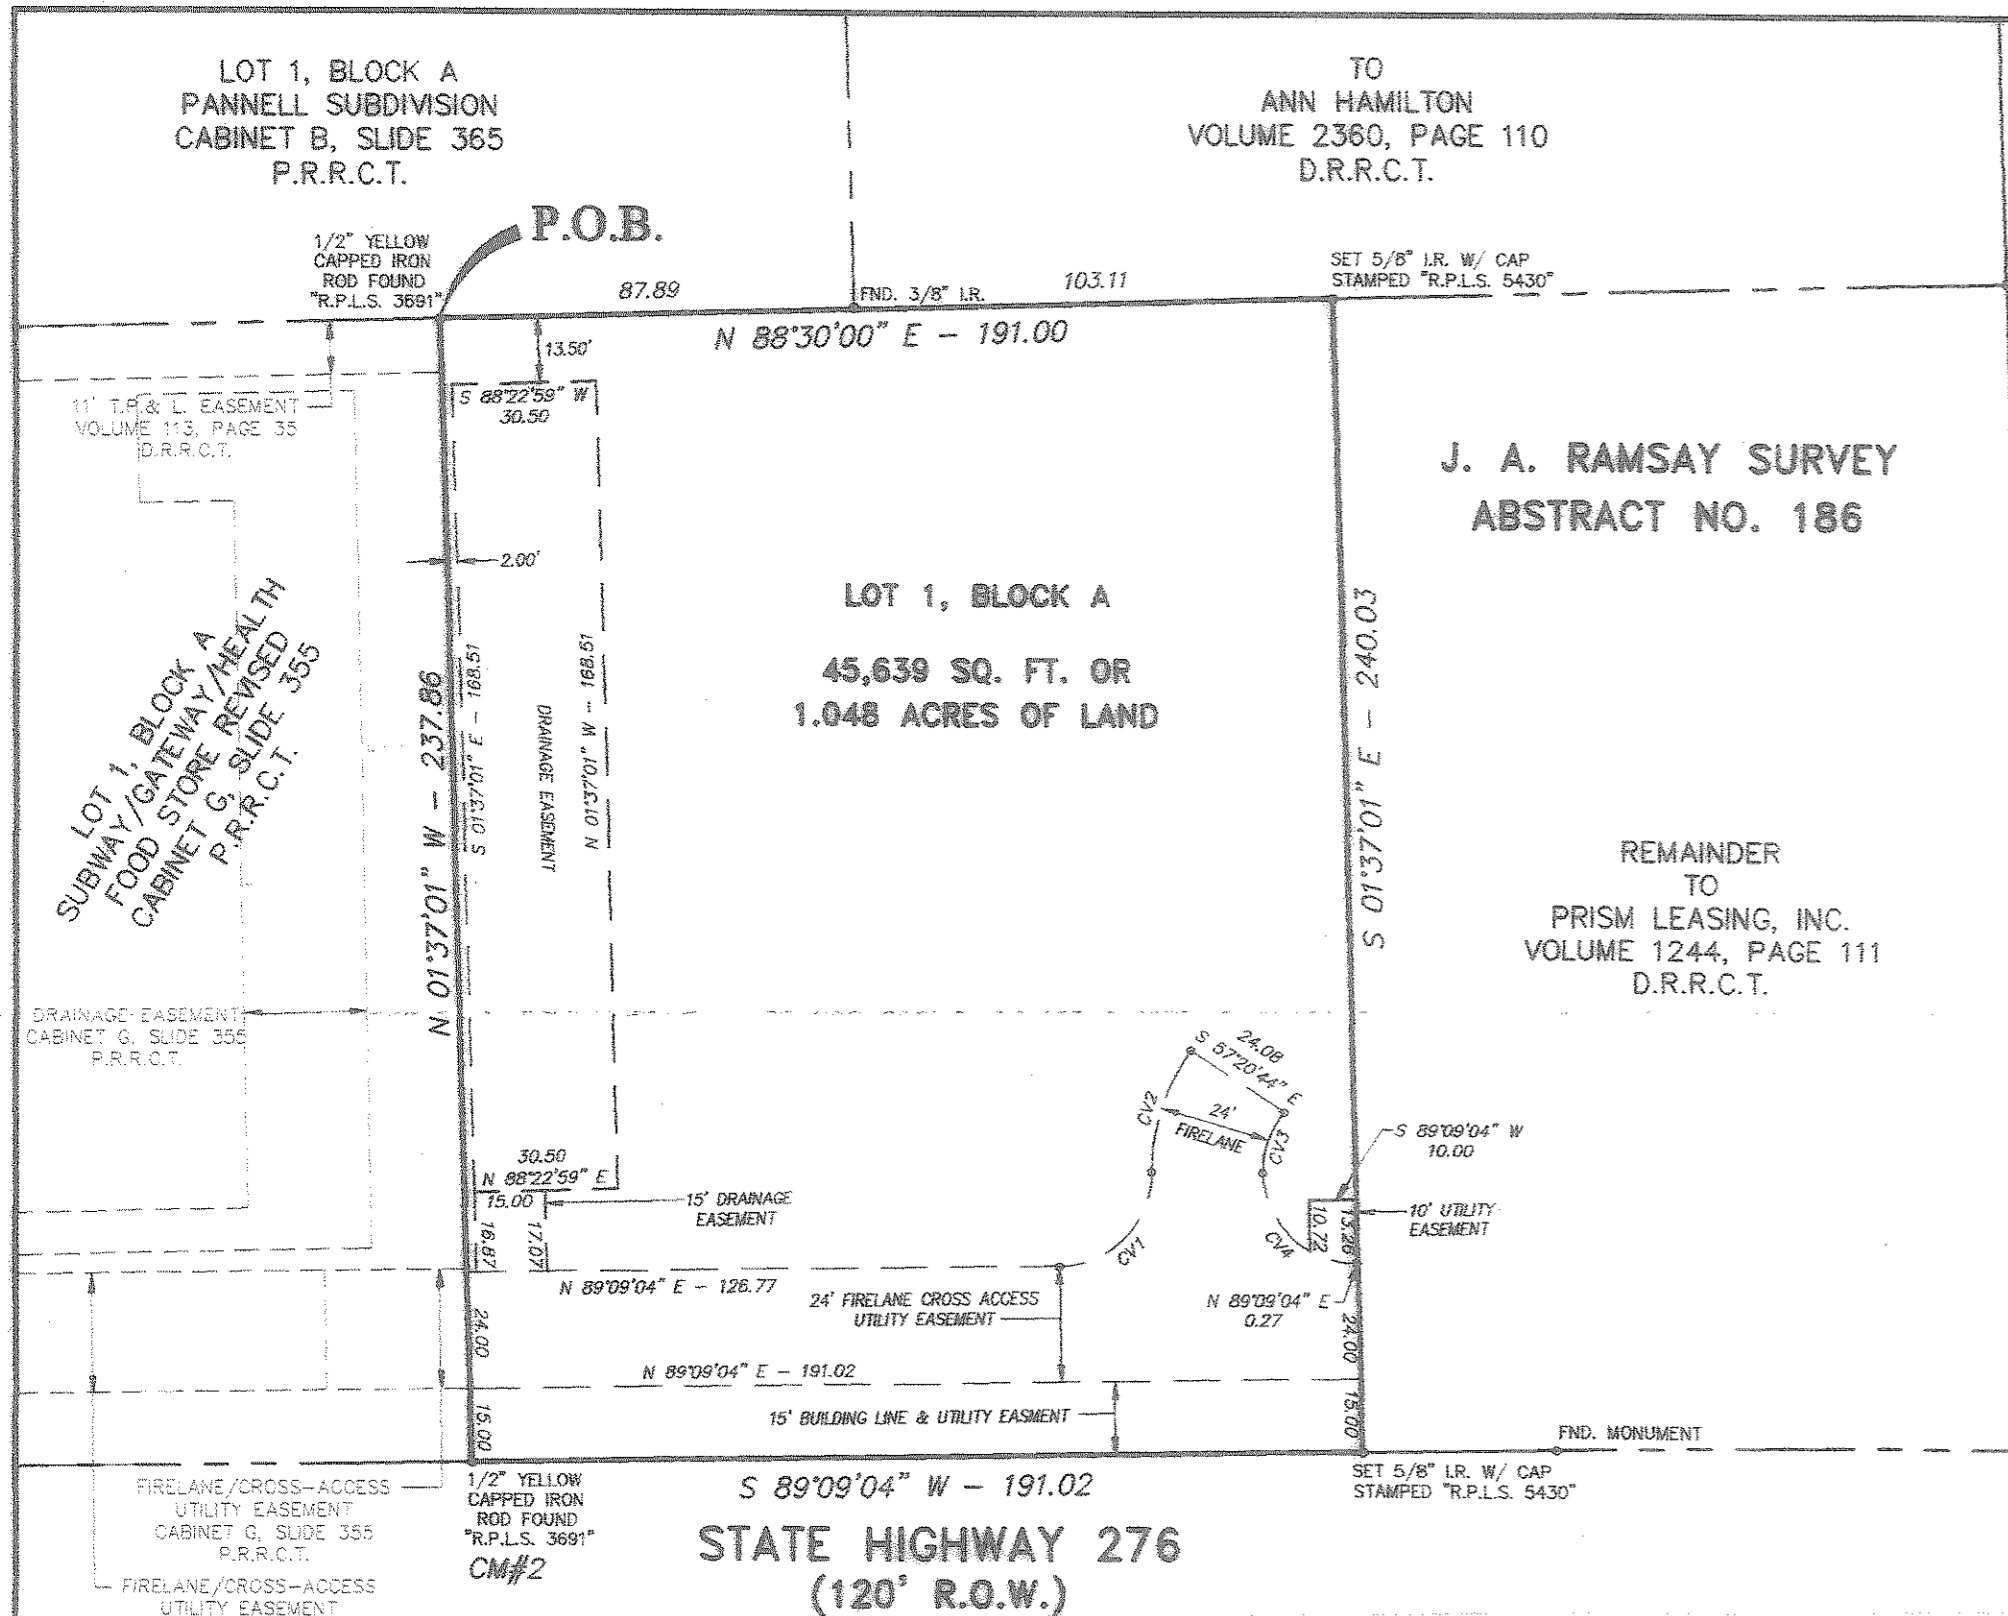 LOT 1, BLOCK A
PANNELL SUBDIVISION
CABINET B, SLIDE 365
P.R.R.C.T.
TO
ANN HAMILTON
VOLUME 2360, PAGE 110
D.R.R.C.T.
P.O.B.
1/2" YELLOW
CAPPED IRON
ROD FOUND
"R.P.L.S. 3691"
87.89
FND. 3/8" I.R.
103.11
SET 5/8" I.R. W/ CAP
STAMPED "R.P.L.S. 5430"
N 88°30'00" E - 191.00
13.50'
S 88°22'59" W
30.50
11' T.P.& L. EASEMENT
VOLUME 113, PAGE 35
D.R.R.C.T.
J. A. RAMSAY SURVEY
ABSTRACT NO. 186
2.00'
LOT 1, BLOCK A
45,639 SQ. FT. OR
1.048 ACRES OF LAND
LOT 1, BLOCK A
SUBWAY/GATEWAY/HEALTH
FOOD STORE REVISED
CABINET G, SLIDE 355
P.R.R.C.T.
N 01°37'01" W - 237.86
S 01°37'01" E - 168.51
DRAINAGE EASEMENT
N 01°37'01" W - 168.51
S 01°37'01" E - 240.03
REMAINDER
TO
PRISM LEASING, INC.
VOLUME 1244, PAGE 111
D.R.R.C.T.
DRAINAGE EASEMENT
CABINET G, SLIDE 355
P.R.R.C.T.
24.08
S 57°20'44" E
CV2
24'
FIRELANE
CV3
S 89°09'04" W
10.00
30.50
N 88°22'59" E
15.00
15' DRAINAGE
EASEMENT
16.87
17.07
CV1
CV4
10.72
13.26
10' UTILITY
EASEMENT
N 89°09'04" E - 126.77
24' FIRELANE CROSS ACCESS
UTILITY EASEMENT
N 89°09'04" E
0.27
24.00
24.00
N 89°09'04" E - 191.02
15' BUILDING LINE & UTILITY EASMENT
15.00
15.00
FND. MONUMENT
FIRELANE/CROSS-ACCESS
UTILITY EASEMENT
CABINET G, SLIDE 355
P.R.R.C.T.
1/2" YELLOW
CAPPED IRON
ROD FOUND
"R.P.L.S. 3691"
CM#2
S 89°09'04" W - 191.02
SET 5/8" I.R. W/ CAP
STAMPED "R.P.L.S. 5430"
STATE HIGHWAY 276
(120' R.O.W.)
FIRELANE/CROSS-ACCESS
UTILITY EASEMENT